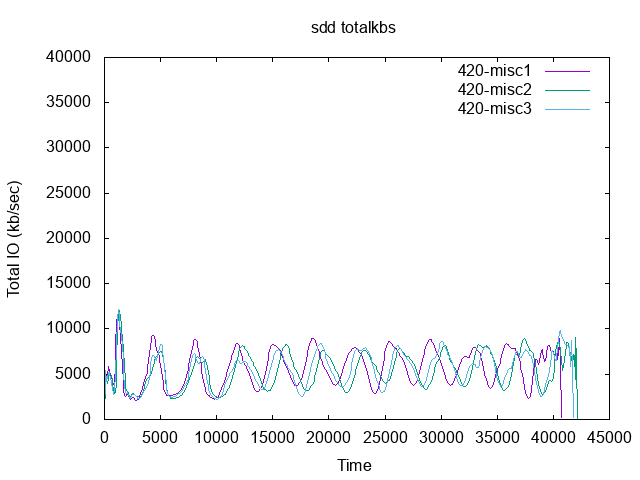 sdd totalkbs
40000
35000
30000
25000
20000
15000
10000
5000
0
Total IO (kb/sec)
420-misc1
420-misc2
420-misc3
0 5000 10000 15000 20000 25000 30000 35000 40000 45000
Time